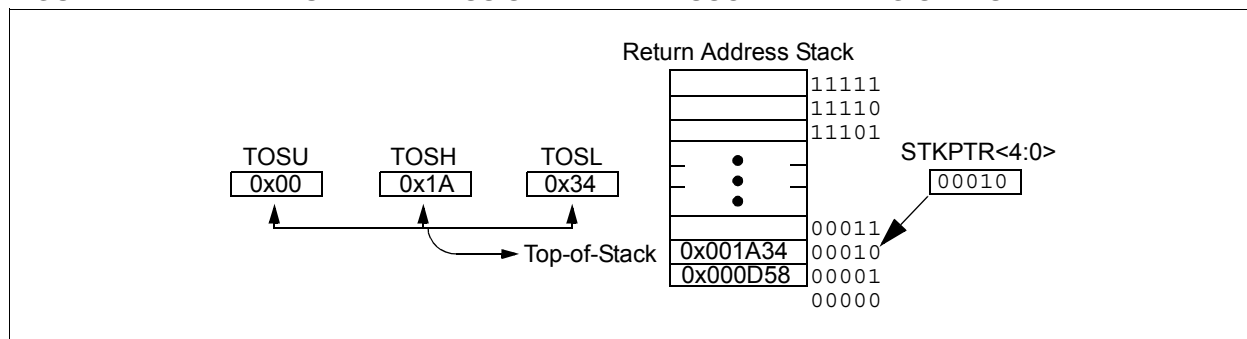 Return Address Stack
11111
11110
11101
TOSU TOSH TOSL STKPTR<4:0>
0x00 0x1A 0x34 00010
00011
Top-of-Stack 0x001A34 00010
0x000D58 00001
00000